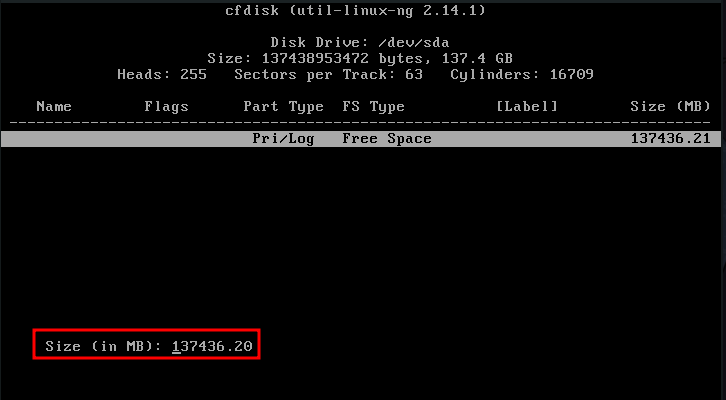 cfdisk (util-linux-ng 2.14.1)
Disk Drive: /dev/sda
Size: 137438953472 bytes, 137.4 GB
Heads: 255 Sectors per Track: 63 Cylinders: 16709
Name Flags Part Type FS Type [Label] Size (MB)
Pri/Log Free Space 137436.21
Size (in MB): 137436.20